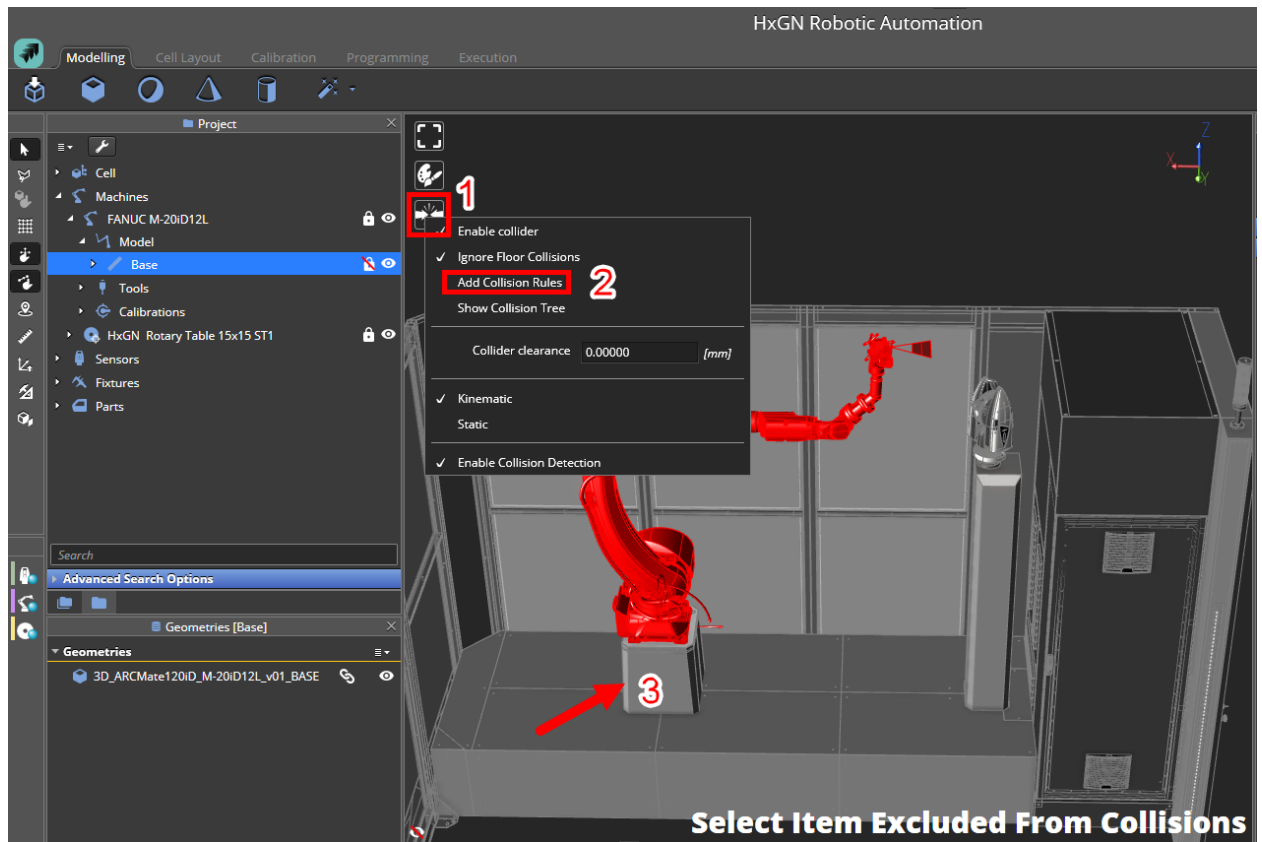 HxGN Robotic Automation
Modelling Cell Layout Calibration Programming Execution
Project
Cell
Machines
FANUC M-20iD12L
Model
Base
Tools
Calibrations
HxGN Rotary Table 15x15 ST1
Sensors
Fixtures
Parts
Search
Advanced Search Options
Geometries [Base]
Geometries
3D_ARCMate120iD_M-20iD12L_v01_BASE
1
Enable collider
Ignore Floor Collisions
Add Collision Rules
2
Show Collision Tree
Collider clearance 0.00000 [mm]
Kinematic
Static
Enable Collision Detection
Z
X
Y
3
Select Item Excluded From Collisions